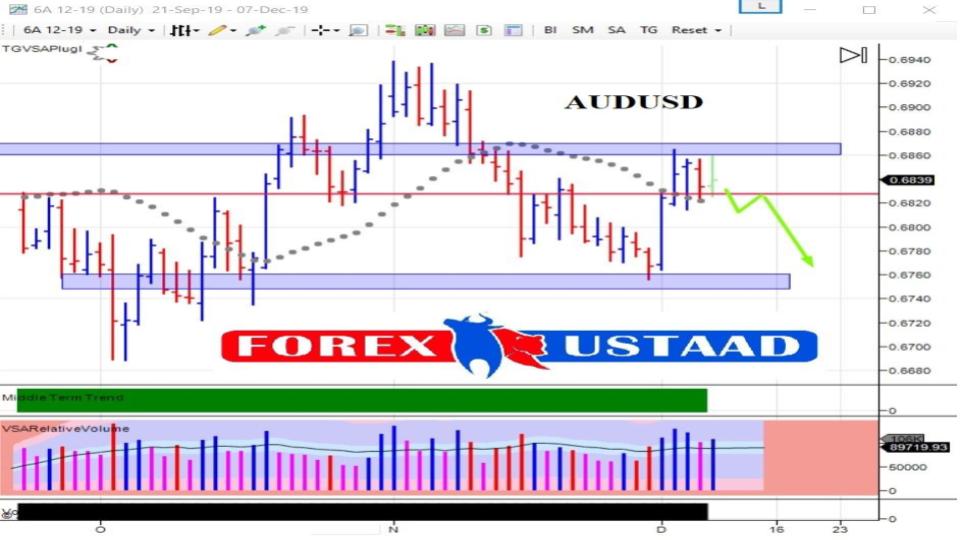 6A 12-19 (Daily) 21-Sep-19 - 07-Dec-19
L
6A 12-19 Daily $ BI SM SA TG Reset
TGVSAPlugI
AUDUSD
0.6940
0.6920
0.6900
0.6880
0.6860
0.6839
0.6820
0.6800
0.6780
0.6760
0.6740
0.6720
0.6700
0.6680
FOREX USTAAD
Middle Term Trend
0
VSARelativeVolume
106K
89719.93
50000
0
0
O N D 16 23